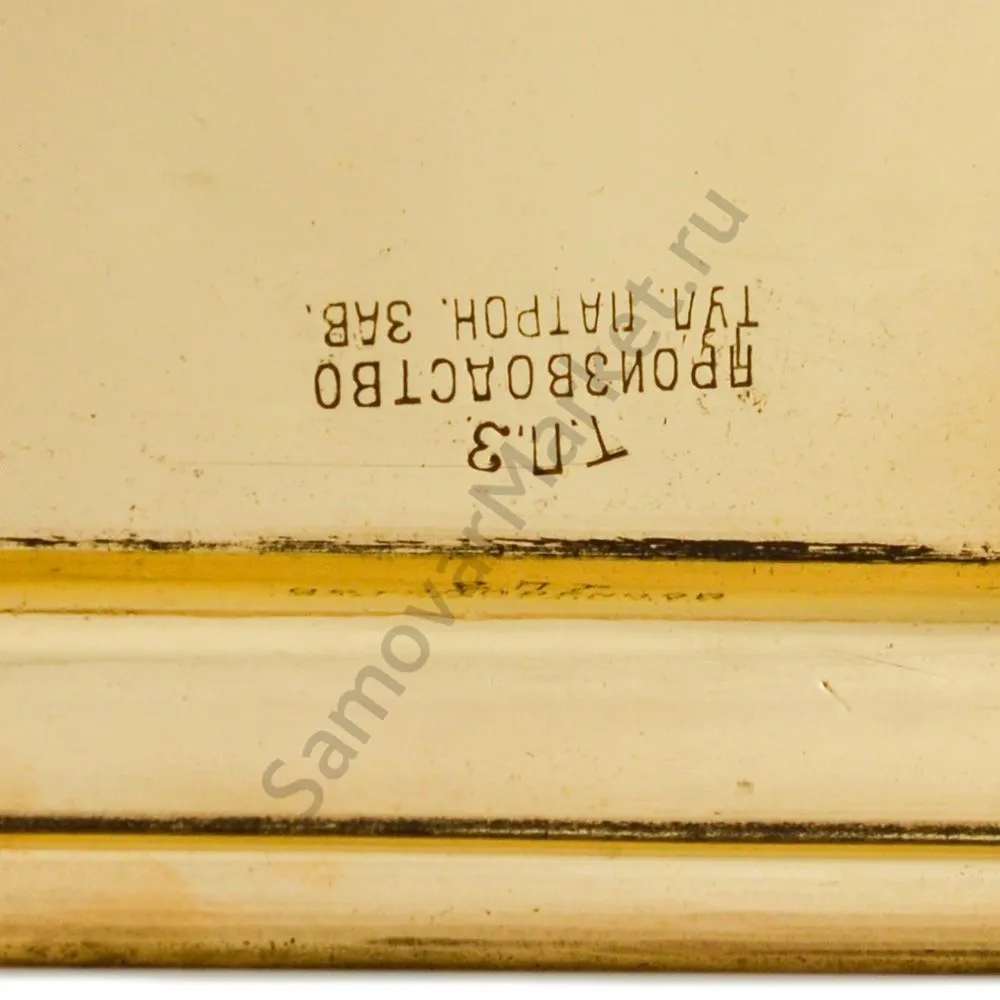 Т.П.З.
ПРОИЗВОДСТВО
ТУЛ. ПАТРОН. ЗАВ.
SamovarMarket.ru